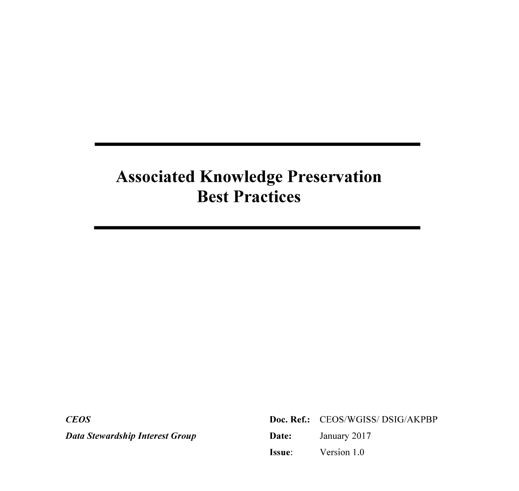 Associated Knowledge Preservation
Best Practices
CEOS
Data Stewardship Interest Group
Doc. Ref.: CEOS/WGISS/ DSIG/AKPBP
Date: January 2017
Issue: Version 1.0